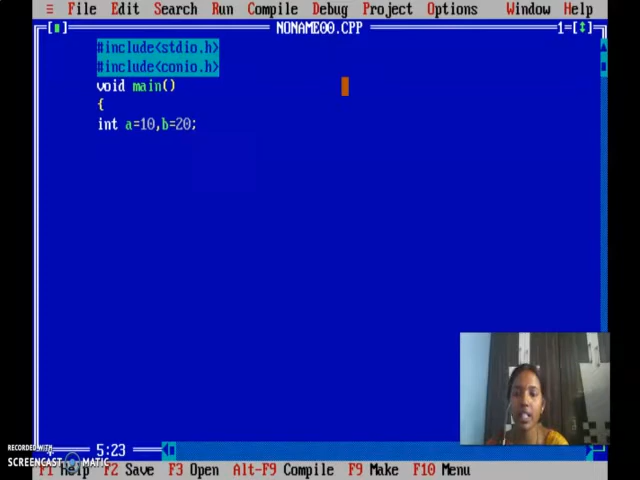 ≡ File Edit Search Run Compile Debug Project Options Window Help
[■] NONAME00.CPP 1=[↕]
#include<stdio.h>
#include<conio.h>
void main()
{
int a=10,b=20;
RECORDED WITH
SCREENCAST MATIC
* 5:23
F1 Help F2 Save F3 Open Alt-F9 Compile F9 Make F10 Menu